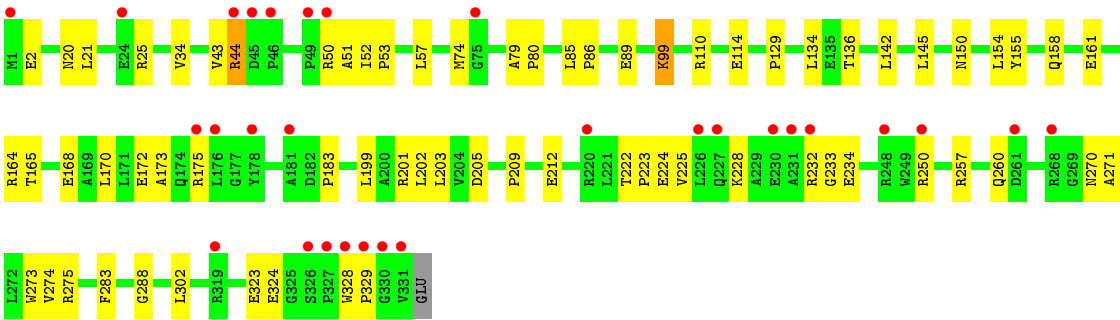 M1 E2 N20 L21 E24 R25 V34 V43 R44 D45 P46 P49 R50 A51 I52 P53 L57 M74 G75 A79 P80 L85 P86 E89 K99 R110 E114 P129 L134 E135 T136 L142 L145 N150 L154 Y155 Q158 E161
R164 T165 E168 A169 L170 L171 E172 A173 Q174 R175 L176 G177 Y178 A181 D182 P183 L199 A200 R201 L202 L203 V204 D205 P209 E212 R220 L221 T222 P223 E224 V225 L226 Q227 K228 A229 E230 A231 R232 G233 E234 R248 W249 R250 R257 Q260 D261 R268 G269 N270 A271
L272 W273 V274 R275 F283 G288 L302 R319 E323 E324 G325 S326 P327 W328 P329 G330 V331 GLU